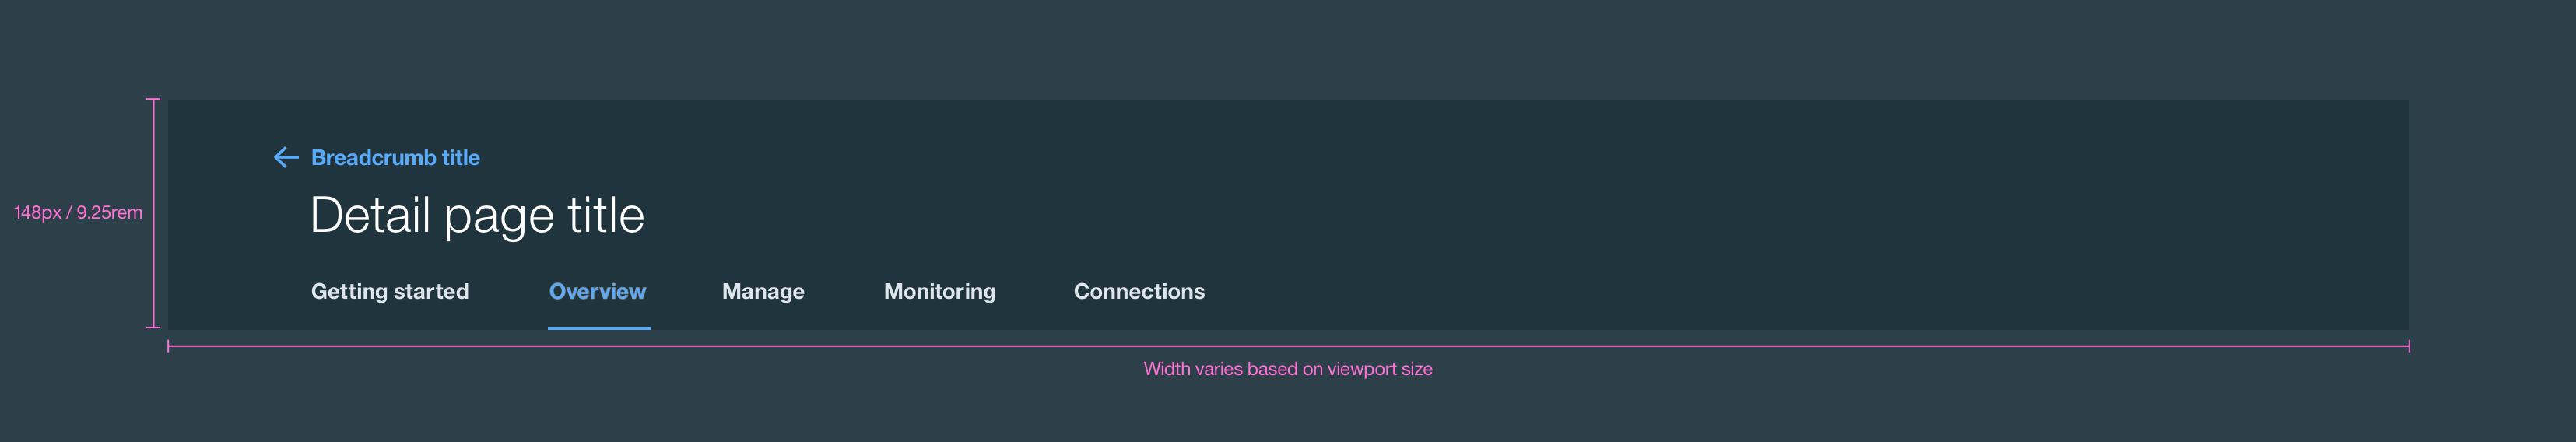 Breadcrumb title
148px / 9.25rem
Detail page title
Getting started Overview Manage Monitoring Connections
Width varies based on viewport size